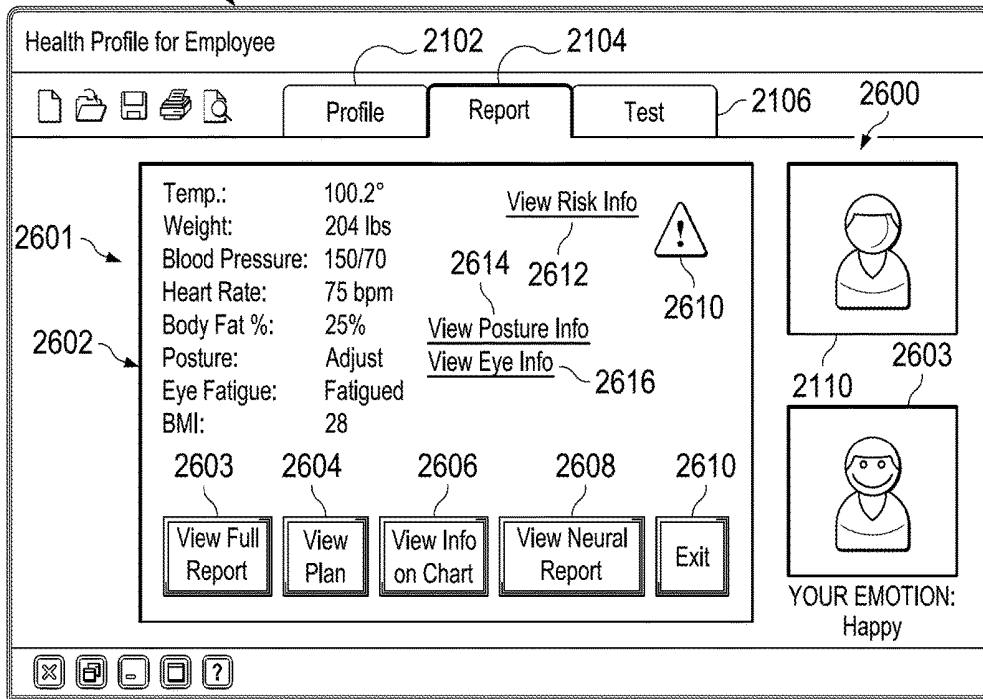 Health Profile for Employee
2102
2104
Profile
Report
Test
2106
2600
Temp.: 100.2°
Weight: 204 lbs
Blood Pressure: 150/70
Heart Rate: 75 bpm
Body Fat %: 25%
Posture: Adjust
Eye Fatigue: Fatigued
BMI: 28
View Risk Info
!
2601
2614
2612
2610
2602
View Posture Info
View Eye Info
2616
2110
2603
2603
2604
2606
2608
2610
View Full
Report
View
Plan
View Info
on Chart
View Neural
Report
Exit
YOUR EMOTION:
Happy
?